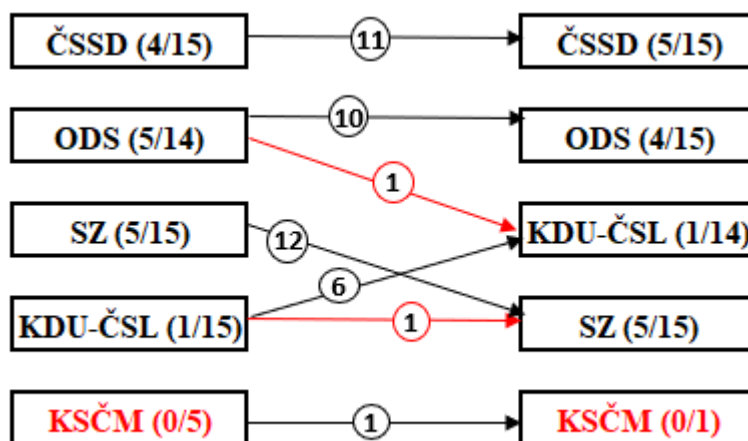 ČSSD (4/15) 11 ČSSD (5/15)
ODS (5/14) 10 ODS (4/15)
1
SZ (5/15) 12 KDU-ČSL (1/14)
6
KDU-ČSL (1/15) 1 SZ (5/15)
KSČM (0/5) 1 KSČM (0/1)